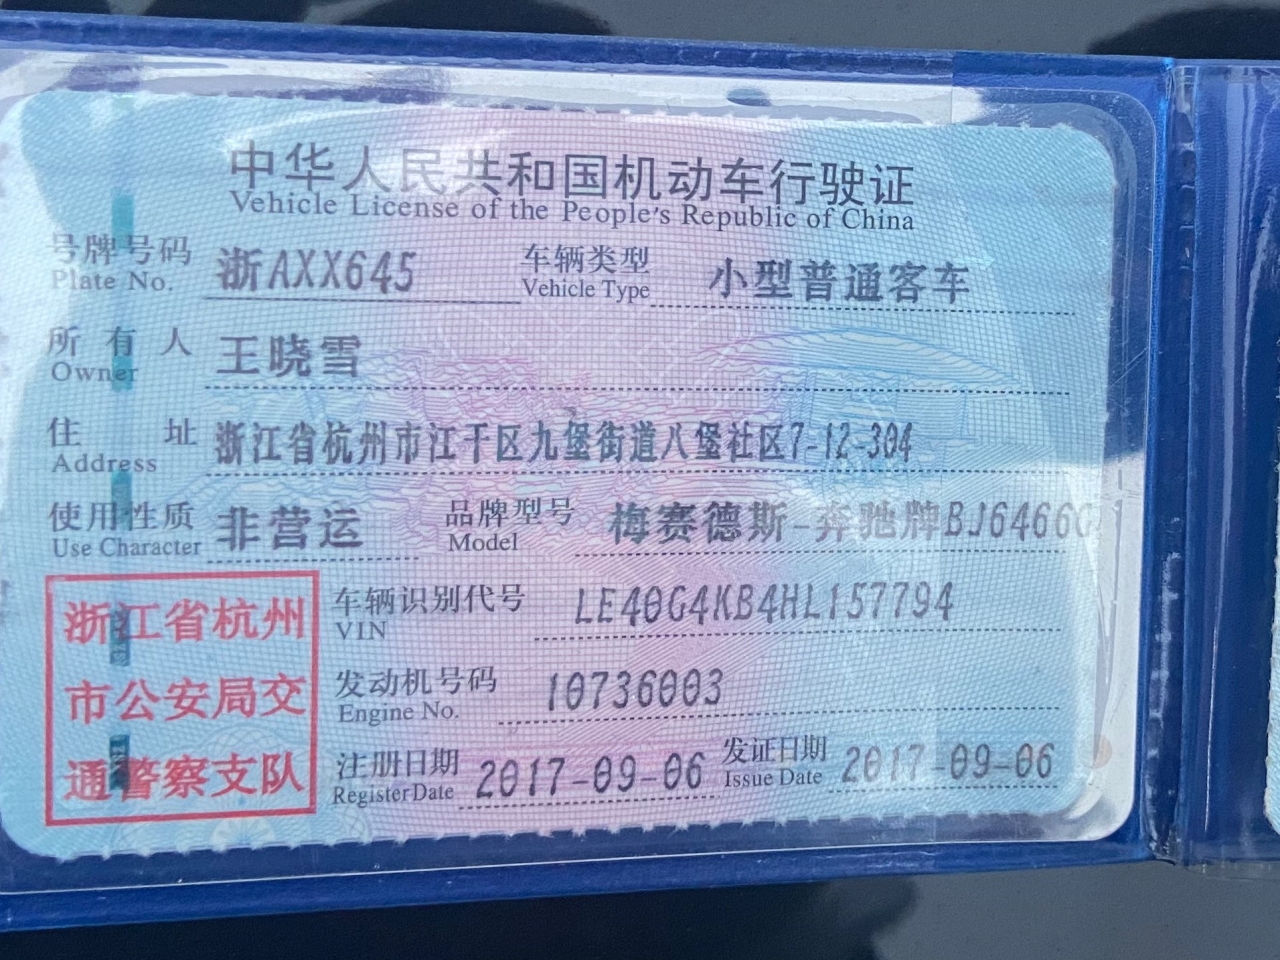 中华人民共和国机动车行驶证
Vehicle License of the People's Republic of China
号牌号码 浙AXX645 车辆类型 小型普通客车
Plate No. Vehicle Type
所有人 王晓雪
Owner
住址 浙江省杭州市江干区九堡街道八堡社区7-12-304
Address
使用性质 非营运 品牌型号 梅赛德斯-奔驰牌BJ6466G
Use Character Model
浙江省杭州
市公安局交
通警察支队
车辆识别代号 LE40G4KB4HL157794
VIN
发动机号码 10736003
Engine No.
注册日期 2017-09-06 发证日期 2017-09-06
Register Date Issue Date